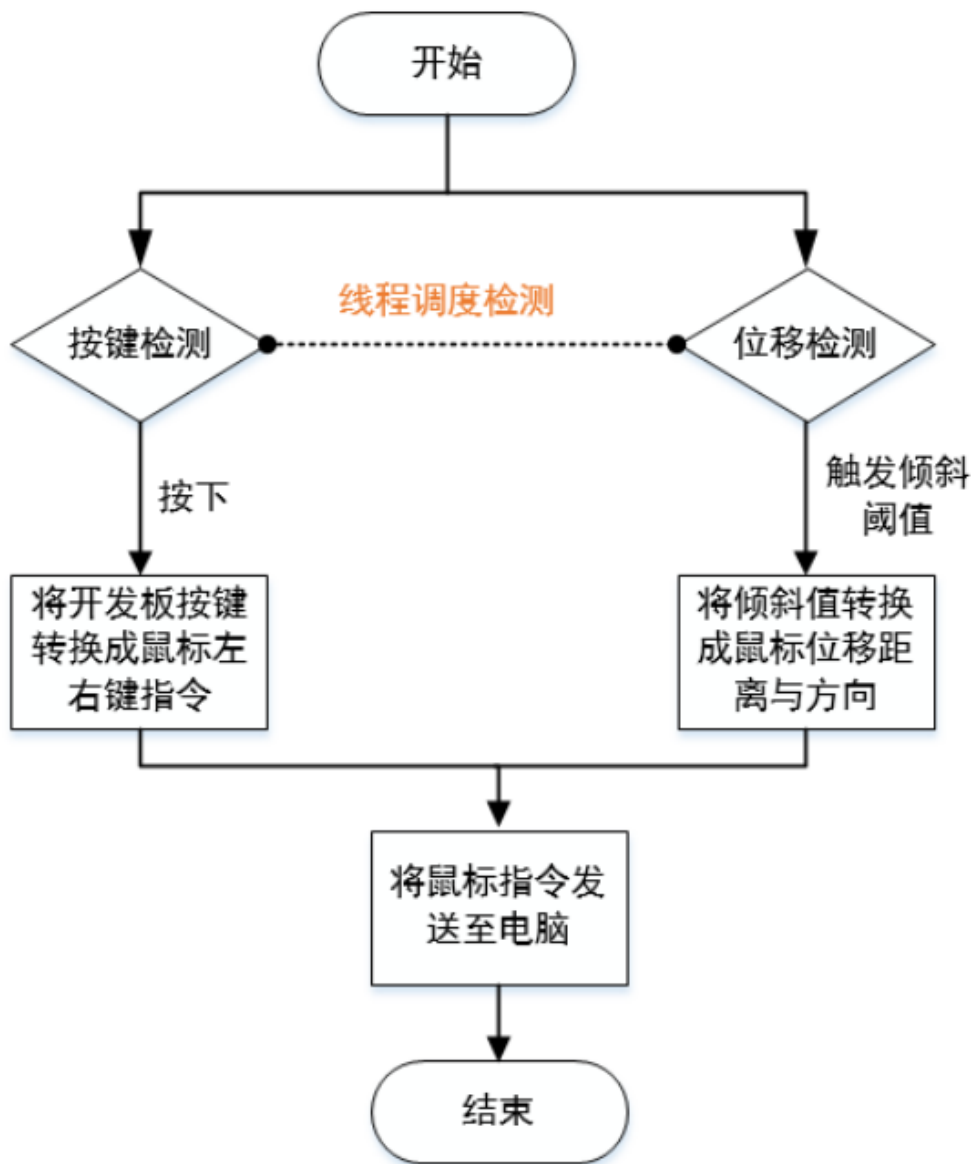 开始
线程调度检测
按键检测
位移检测
按下
触发倾斜
阈值
将开发板按键
转换成鼠标左
右键指令
将倾斜值转换
成鼠标位移距
离与方向
将鼠标指令发
送至电脑
结束